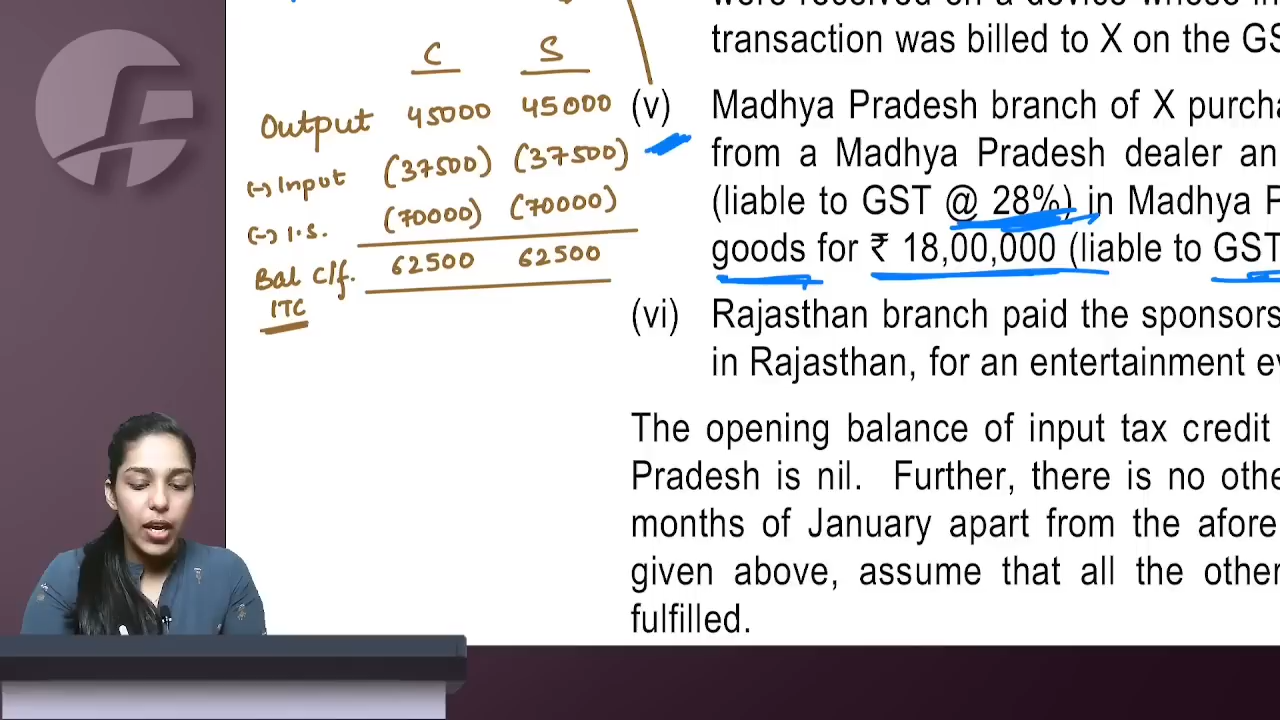 C S
Output 45000 45000
(-) Input (37500) (37500)
(-) I.S. (70000) (70000)
Bal C/f. 62500 62500
ITC
transaction was billed to X on the GS
(v) Madhya Pradesh branch of X purcha
from a Madhya Pradesh dealer an
(liable to GST @ 28%) in Madhya P
goods for ₹ 18,00,000 (liable to GST
(vi) Rajasthan branch paid the sponsors
in Rajasthan, for an entertainment ev
The opening balance of input tax credit
Pradesh is nil. Further, there is no othe
months of January apart from the afore
given above, assume that all the other
fulfilled.